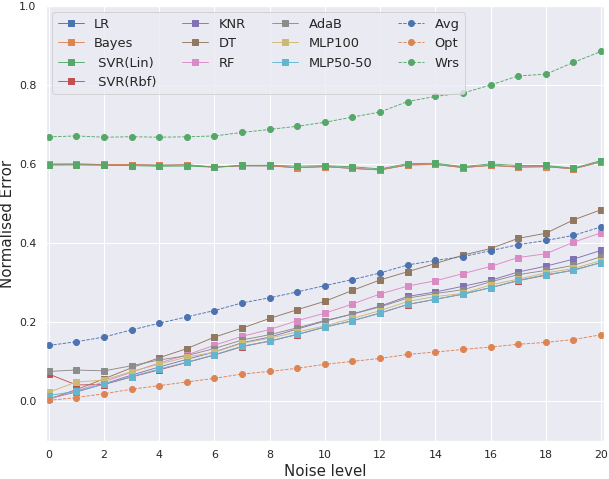 1.0
LR KNR AdaB Avg
Bayes DT MLP100 Opt
SVR(Lin) RF MLP50-50 Wrs
SVR(Rbf)
0.8
0.6
0.4
0.2
0.0
Normalised Error
0 2 4 6 8 10 12 14 16 18 20
Noise level